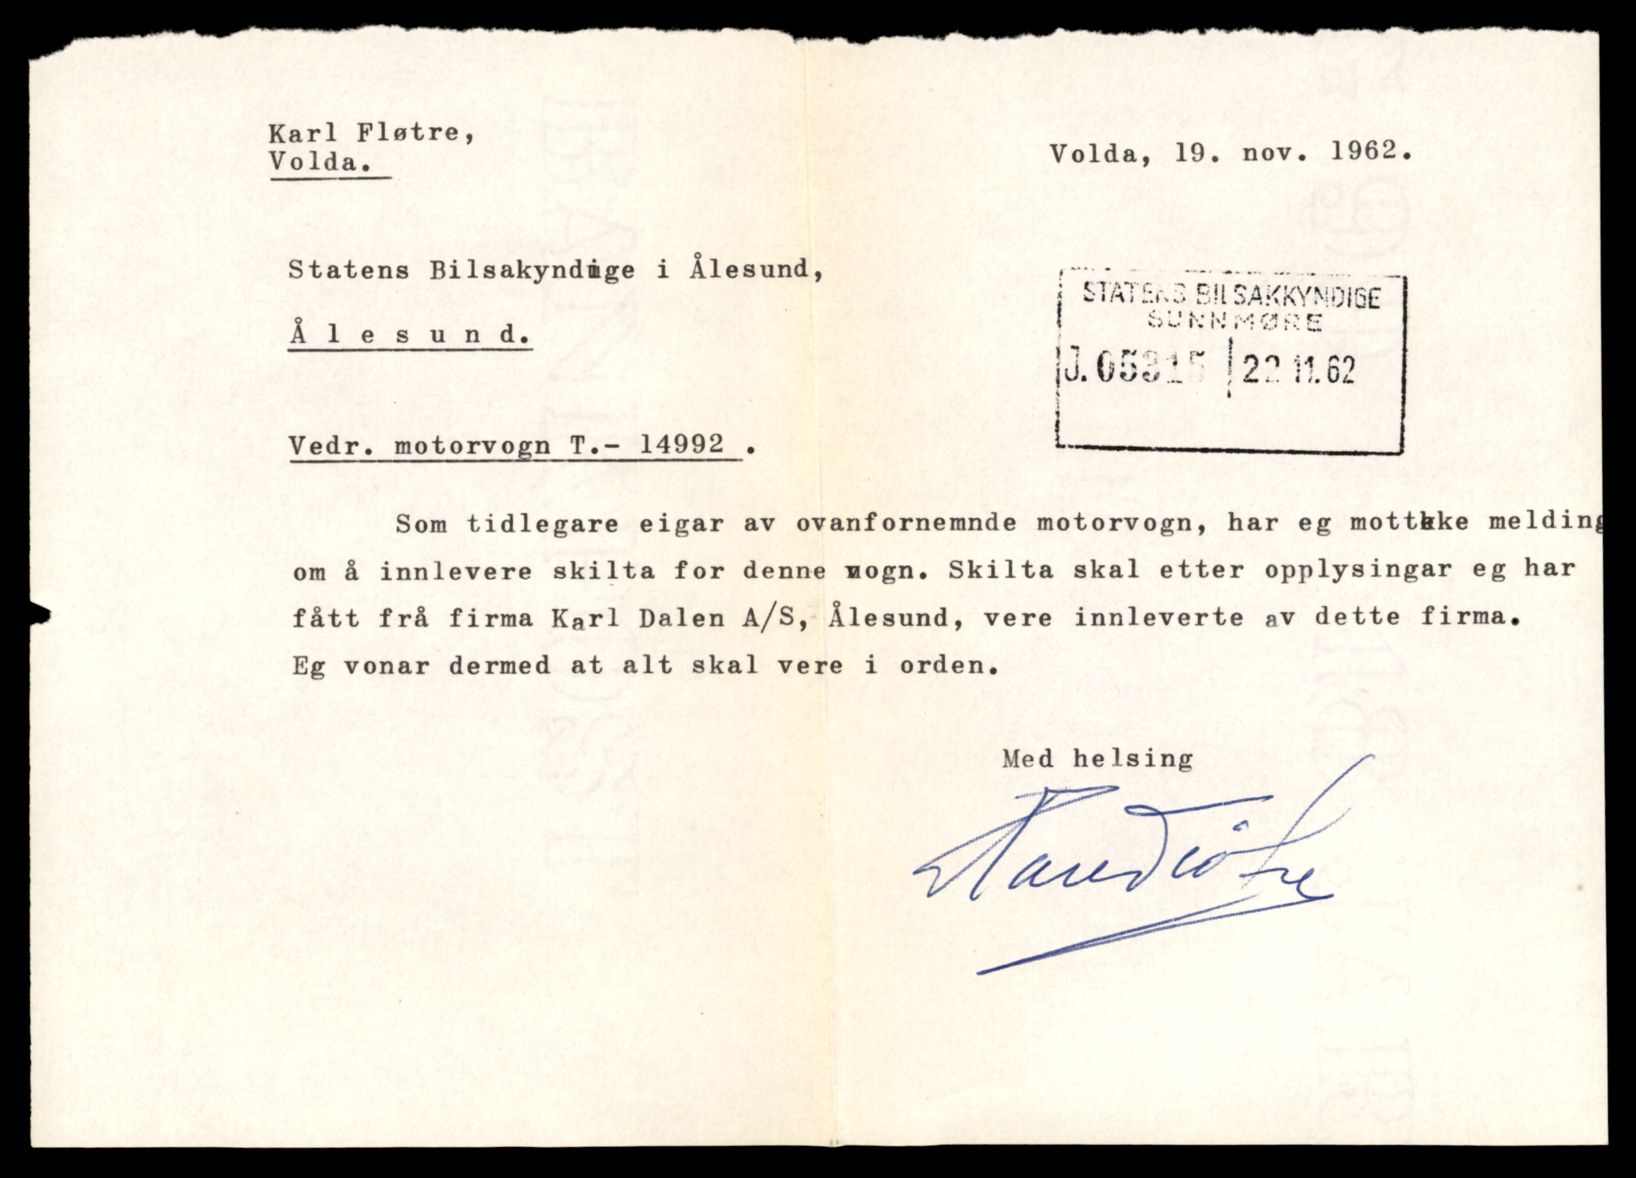 Karl Fløtre,
Volda.
Volda, 19. nov. 1962.
Statens Bilsakyndige i Ålesund,
STATENS BILSAKKYNDIGE
SUNNMØRE
J. 05315 22 11. 62
Å l e s u n d.
Vedr. motorvogn T.- 14992 .
Som tidlegare eigar av ovanfornemnde motorvogn, har eg mottke melding
om å innlevere skilta for denne vogn. Skilta skal etter opplysingar eg har
fått frå firma Karl Dalen A/S, Ålesund, vere innleverte av dette firma.
Eg vonar dermed at alt skal vere i orden.
Med helsing